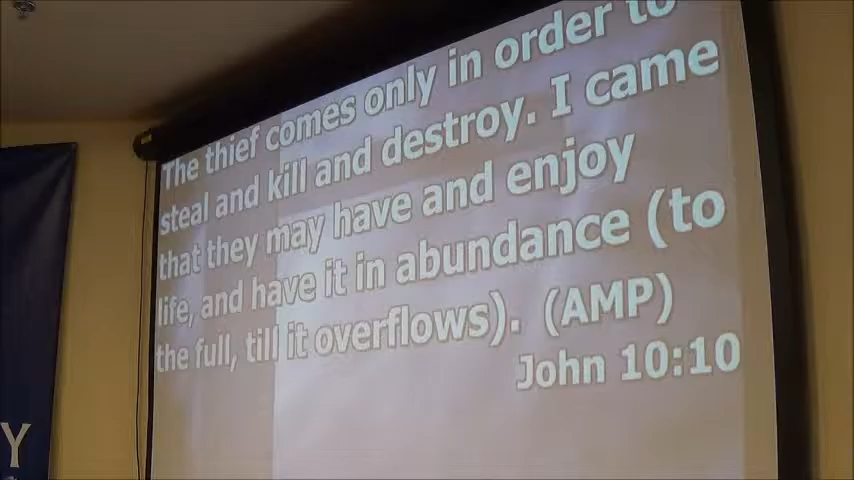 The thief comes only in order to
steal and kill and destroy. I came
that they may have and enjoy
life, and have it in abundance (to
the full, till it overflows). (AMP)
John 10:10
Y